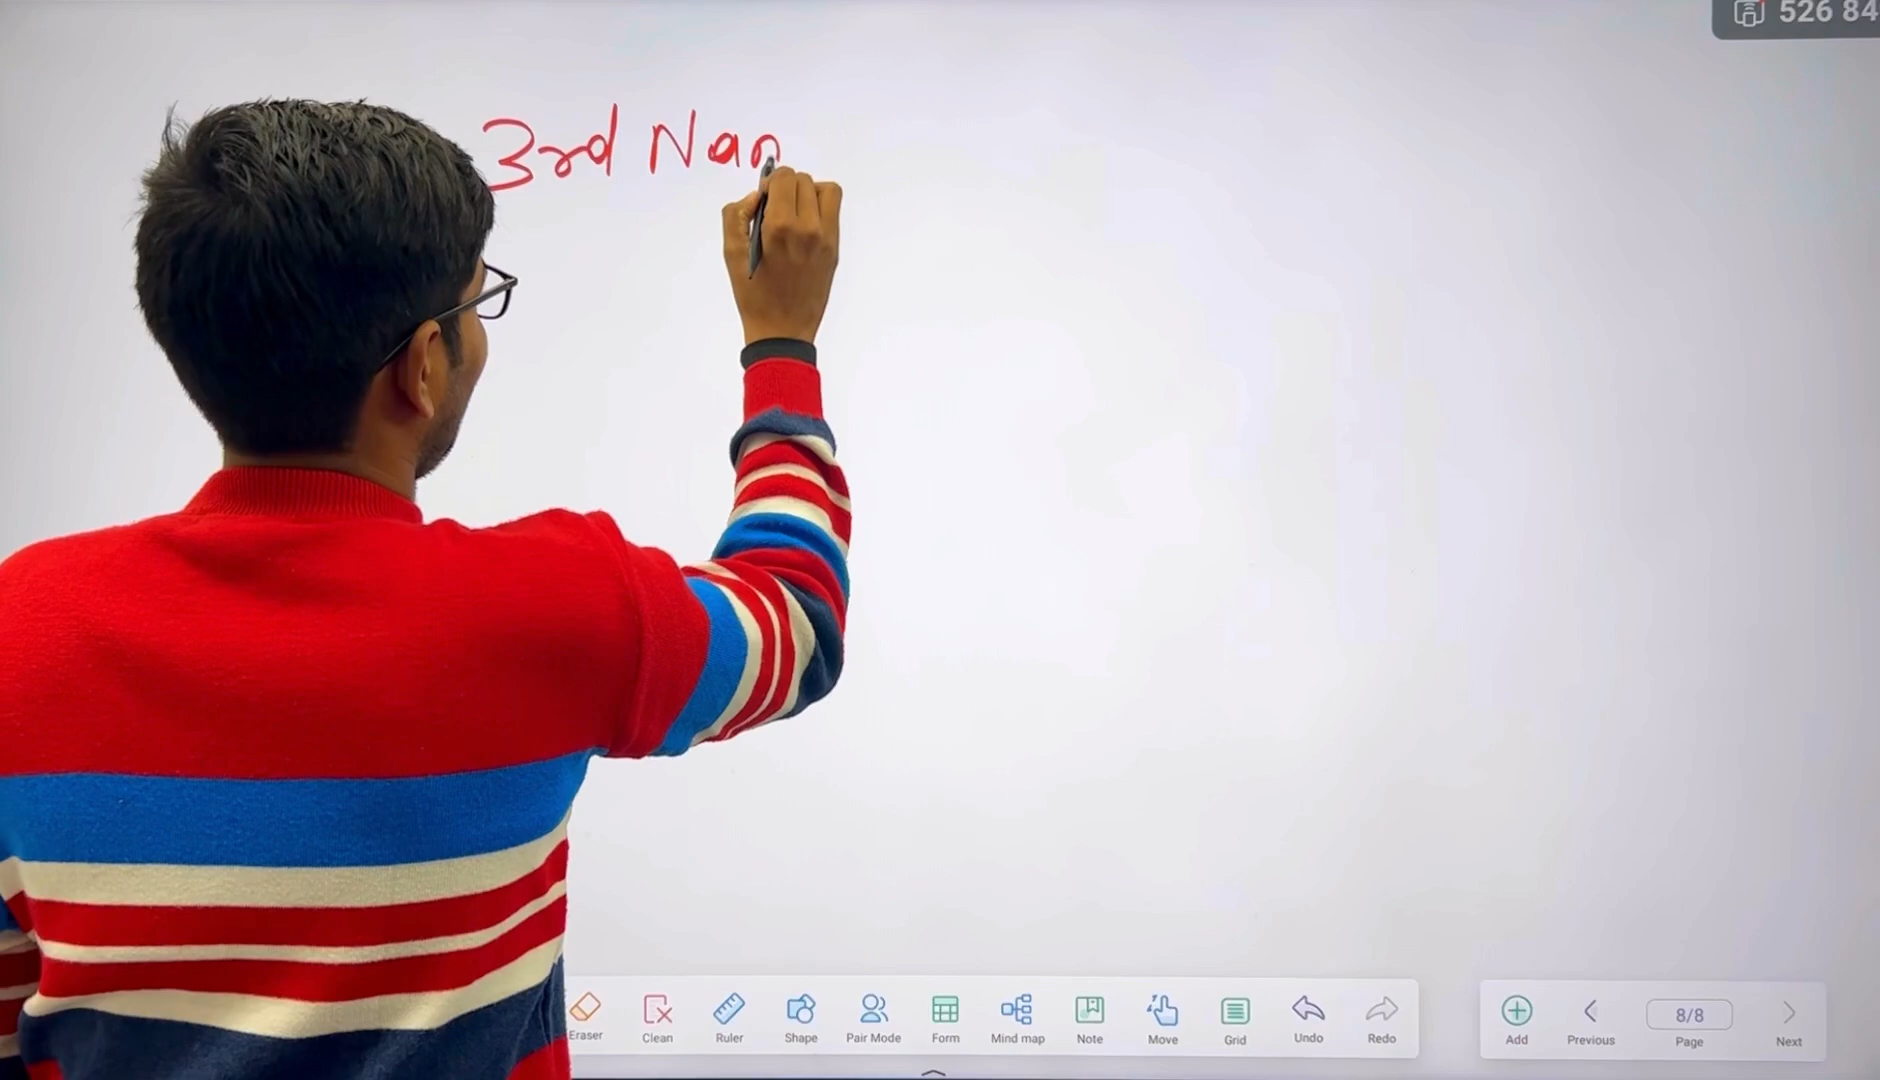 526 84
3rd Nan
Eraser Clean Ruler Shape Pair Mode Form Mind map Note Move Grid Undo Redo Add Previous 8/8 Page Next